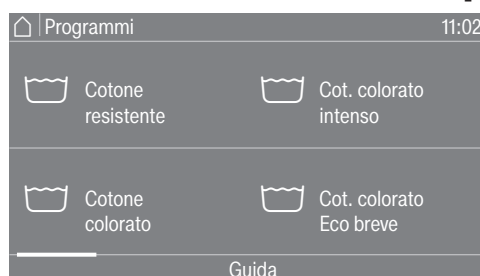 Programmi
11:02
Cotone
resistente
Cot. colorato
intenso
Cotone
colorato
Cot. colorato
Eco breve
Guida